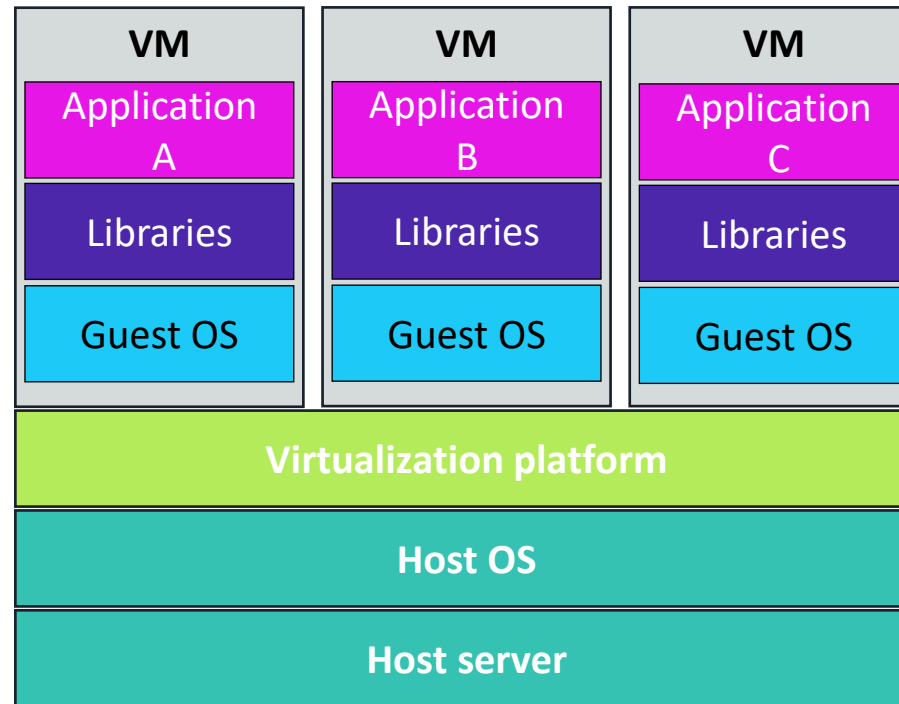 VM
Application
A
Libraries
Guest OS
VM
Application
B
Libraries
Guest OS
VM
Application
C
Libraries
Guest OS
Virtualization platform
Host OS
Host server